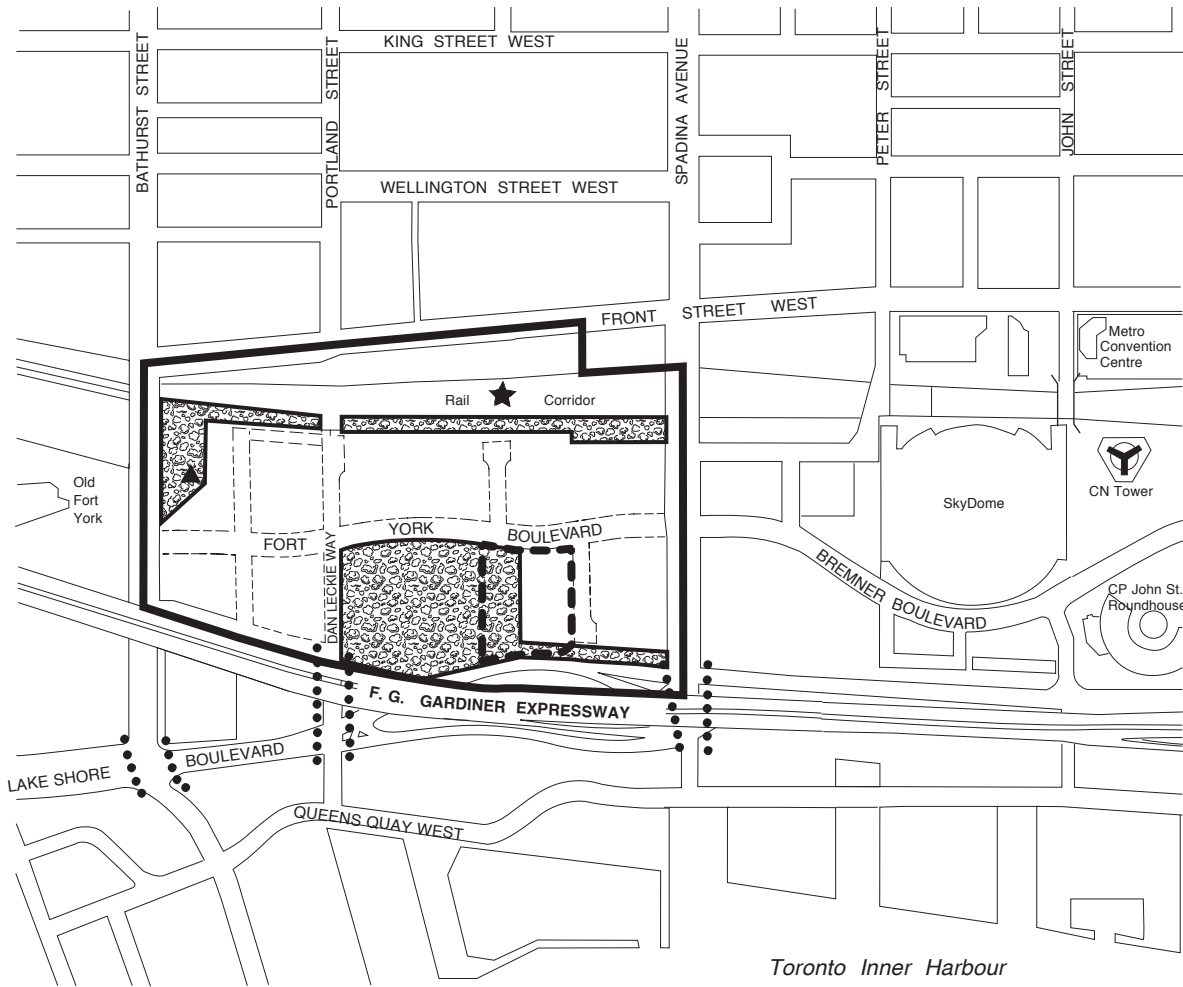 KING STREET WEST
BATHURST STREET
PORTLAND STREET
SPADINA AVENUE
PETER STREET
JOHN STREET
WELLINGTON STREET WEST
FRONT STREET WEST
Metro
Convention
Centre
Rail Corridor
Old
Fort
York
CN Tower
SkyDome
FORT YORK BOULEVARD
DAN LECKIE WAY
BREMNER BOULEVARD
CP John St.
Roundhouse
F. G. GARDINER EXPRESSWAY
LAKE SHORE BOULEVARD
QUEENS QUAY WEST
Toronto Inner Harbour